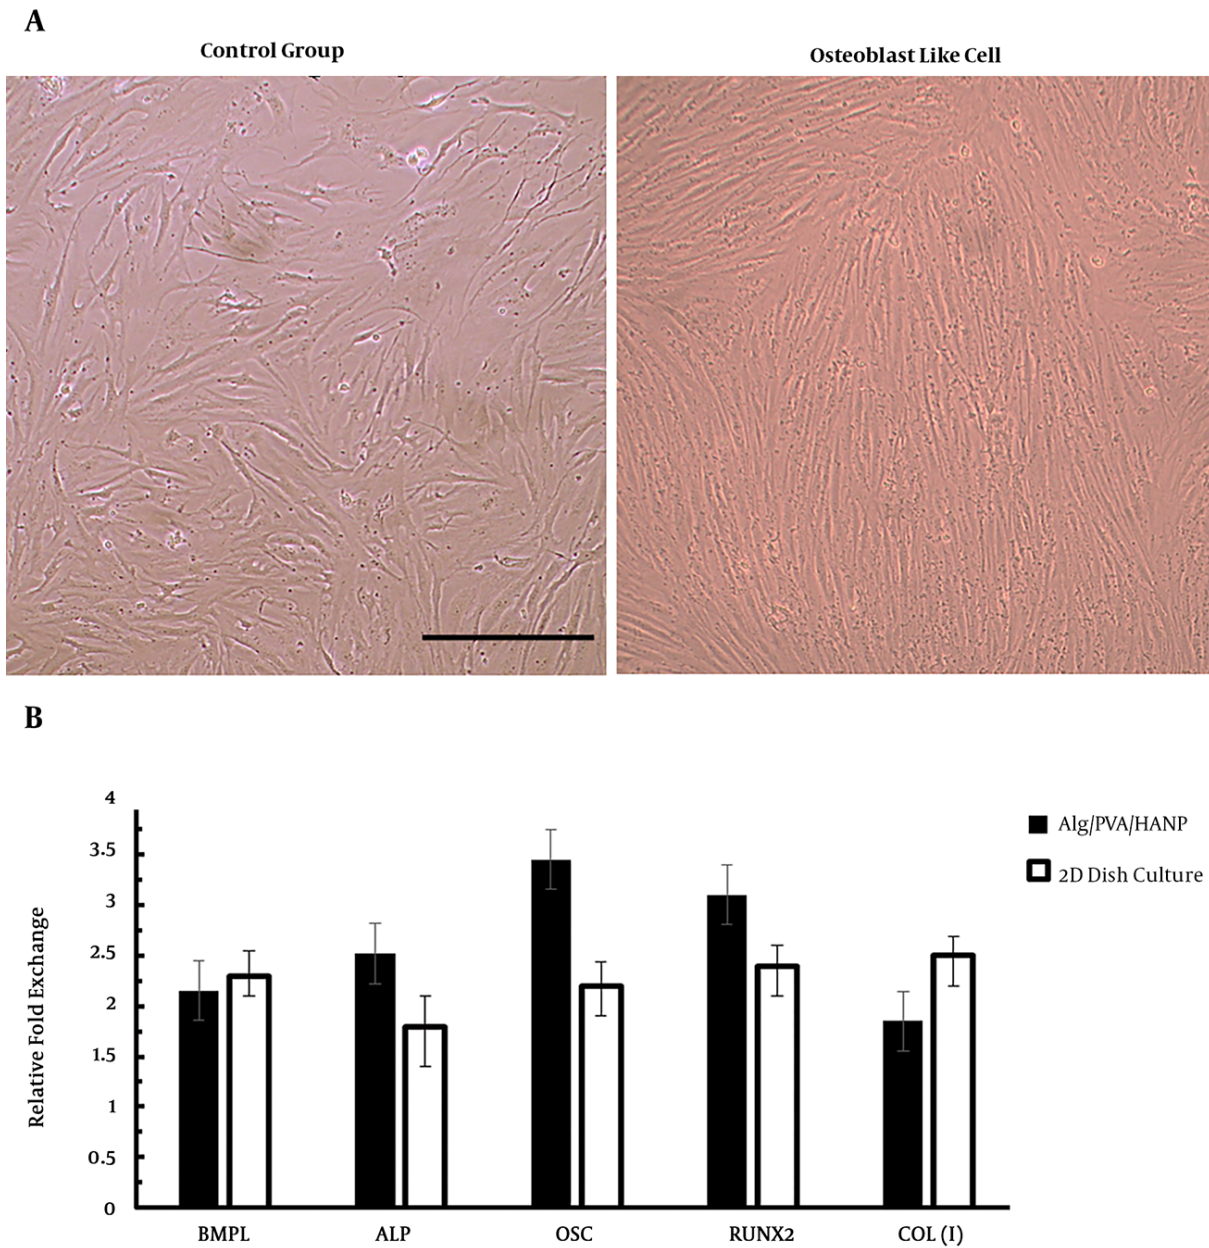 A
Control Group
Osteoblast Like Cell
B
4
3.5
3
2.5
2
1.5
1
0.5
0
Relative Fold Exchange
Alg/PVA/HANP
2D Dish Culture
BMPL
ALP
OSC
RUNX2
COL (I)